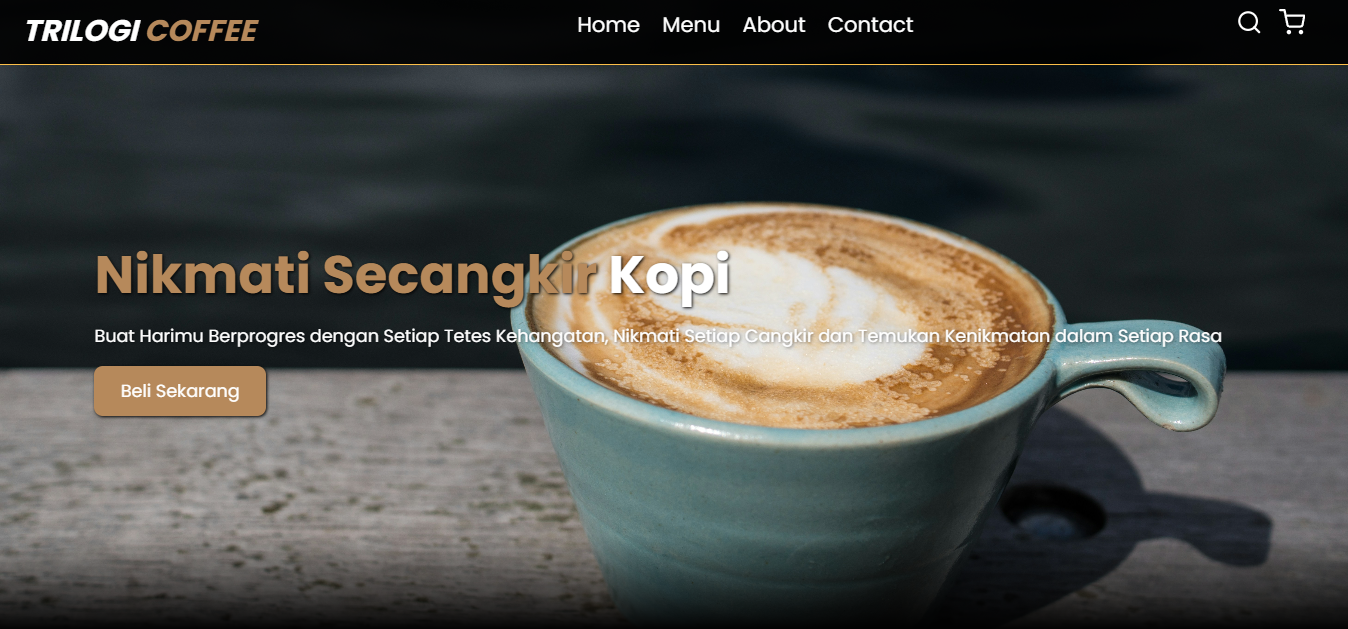 TRILOGI COFFEE
Home Menu About Contact
Nikmati Secangkir Kopi
Buat Harimu Berprogres dengan Setiap Tetes Kehangatan, Nikmati Setiap Cangkir dan Temukan Kenikmatan dalam Setiap Rasa
Beli Sekarang